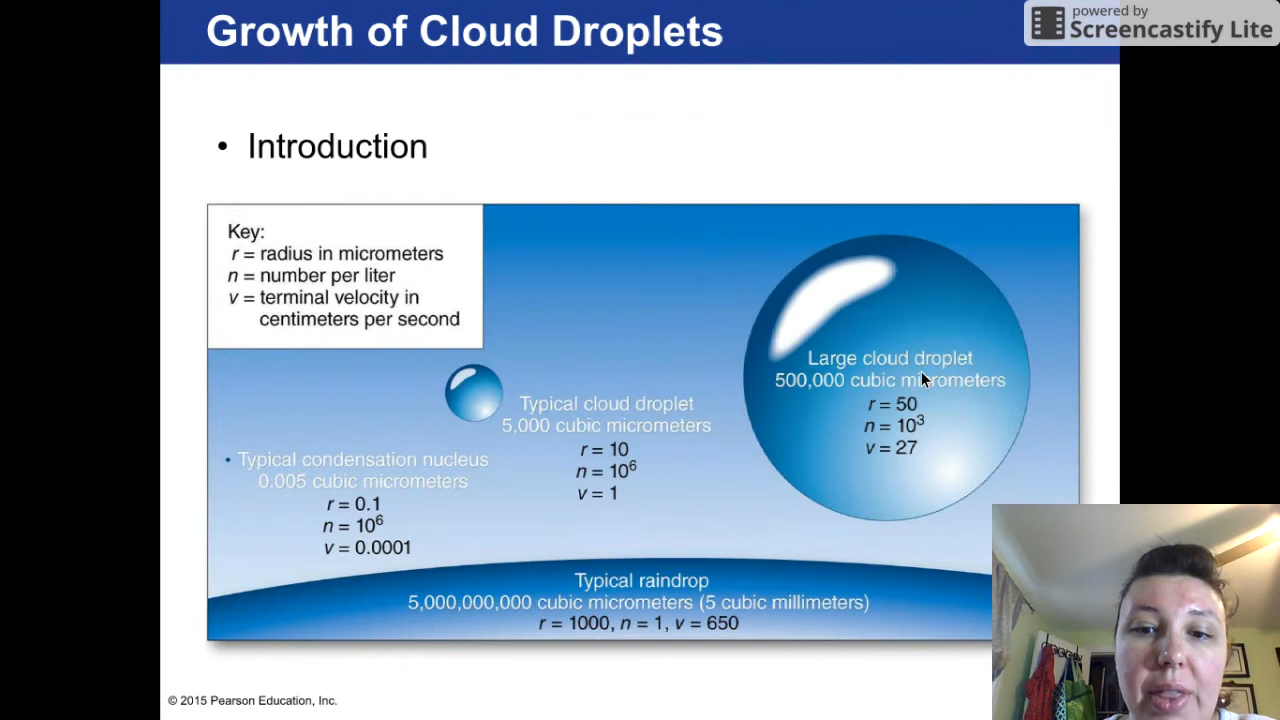 Growth of Cloud Droplets
powered by
Screencastify Lite
• Introduction
Key:
r = radius in micrometers
n = number per liter
v = terminal velocity in
centimeters per second
Large cloud droplet
500,000 cubic micrometers
r = 50
n = 10³
v = 27
Typical cloud droplet
5,000 cubic micrometers
r = 10
n = 10⁶
v = 1
• Typical condensation nucleus
0.005 cubic micrometers
r = 0.1
n = 10⁶
v = 0.0001
Typical raindrop
5,000,000,000 cubic micrometers (5 cubic millimeters)
r = 1000, n = 1, v = 650
© 2015 Pearson Education, Inc.